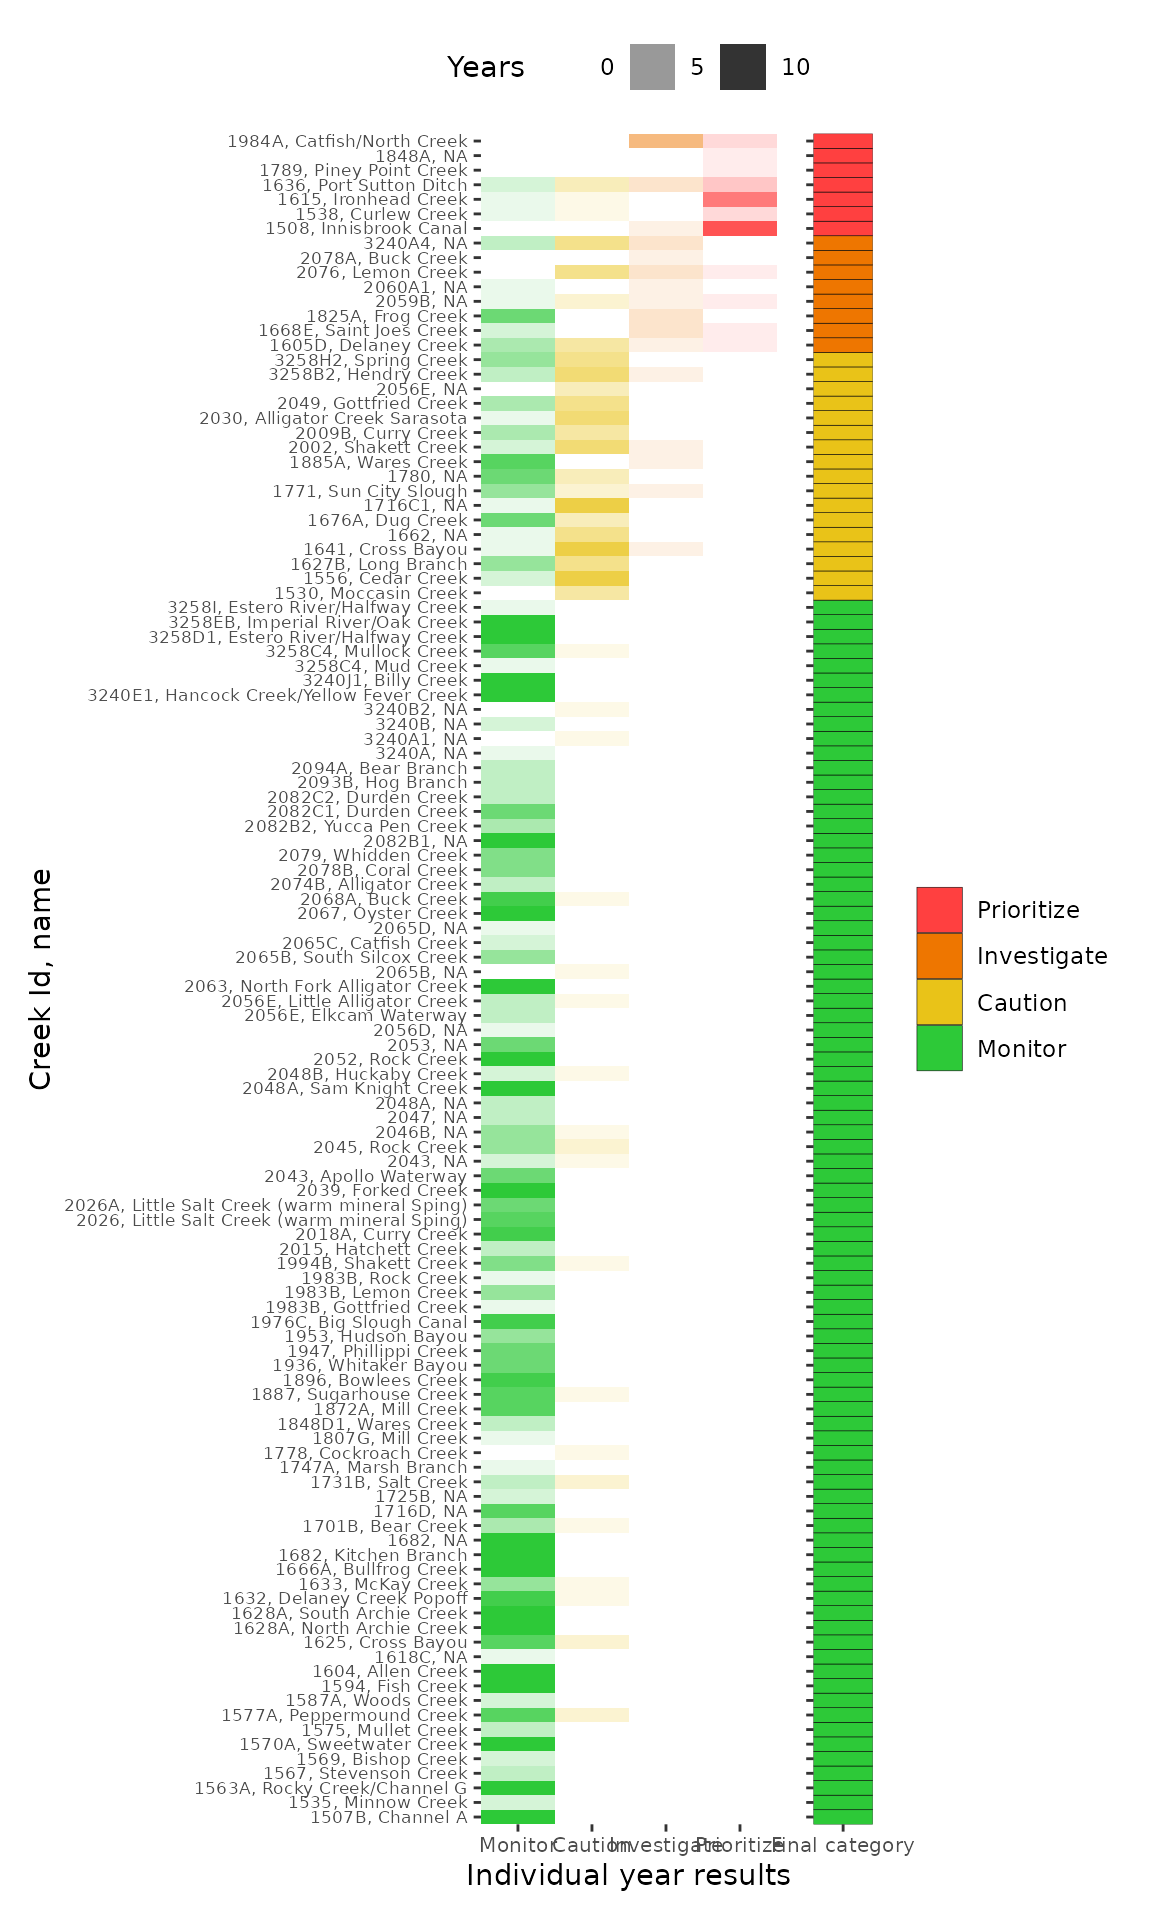 Years 0 5 10
1984A, Catfish/North Creek
1848A, NA
1789, Piney Point Creek
1636, Port Sutton Ditch
1615, Ironhead Creek
1538, Curlew Creek
1508, Innisbrook Canal
3240A4, NA
2078A, Buck Creek
2076, Lemon Creek
2060A1, NA
2059B, NA
1825A, Frog Creek
1668E, Saint Joes Creek
1605D, Delaney Creek
3258H2, Spring Creek
3258B2, Hendry Creek
2056E, NA
2049, Gottfried Creek
2030, Alligator Creek Sarasota
2009B, Curry Creek
2002, Shakett Creek
1885A, Wares Creek
1780, NA
1771, Sun City Slough
1716C1, NA
1676A, Dug Creek
1662, NA
1641, Cross Bayou
1627B, Long Branch
1556, Cedar Creek
1530, Moccasin Creek
3258I, Estero River/Halfway Creek
3258EB, Imperial River/Oak Creek
3258D1, Estero River/Halfway Creek
3258C4, Mullock Creek
3258C4, Mud Creek
3240J1, Billy Creek
3240E1, Hancock Creek/Yellow Fever Creek
3240B2, NA
3240B, NA
3240A1, NA
3240A, NA
2094A, Bear Branch
2093B, Hog Branch
2082C2, Durden Creek
2082C1, Durden Creek
2082B2, Yucca Pen Creek
2082B1, NA
2079, Whidden Creek
2078B, Coral Creek
2074B, Alligator Creek
2068A, Buck Creek
2067, Oyster Creek
2065D, NA
2065C, Catfish Creek
2065B, South Silcox Creek
2065B, NA
2063, North Fork Alligator Creek
2056E, Little Alligator Creek
2056E, Elkcam Waterway
2056D, NA
2053, NA
2052, Rock Creek
2048B, Huckaby Creek
2048A, Sam Knight Creek
2048A, NA
2047, NA
2046B, NA
2045, Rock Creek
2043, NA
2043, Apollo Waterway
2039, Forked Creek
2026A, Little Salt Creek (warm mineral Sping)
2026, Little Salt Creek (warm mineral Sping)
2018A, Curry Creek
2015, Hatchett Creek
1994B, Shakett Creek
1983B, Rock Creek
1983B, Lemon Creek
1983B, Gottfried Creek
1976C, Big Slough Canal
1953, Hudson Bayou
1947, Phillippi Creek
1936, Whitaker Bayou
1896, Bowlees Creek
1887, Sugarhouse Creek
1872A, Mill Creek
1848D1, Wares Creek
1807G, Mill Creek
1778, Cockroach Creek
1747A, Marsh Branch
1731B, Salt Creek
1725B, NA
1716D, NA
1701B, Bear Creek
1682, NA
1682, Kitchen Branch
1666A, Bullfrog Creek
1633, McKay Creek
1632, Delaney Creek Popoff
1628A, South Archie Creek
1628A, North Archie Creek
1625, Cross Bayou
1618C, NA
1604, Allen Creek
1594, Fish Creek
1587A, Woods Creek
1577A, Peppermound Creek
1575, Mullet Creek
1570A, Sweetwater Creek
1569, Bishop Creek
1567, Stevenson Creek
1563A, Rocky Creek/Channel G
1535, Minnow Creek
1507B, Channel A
Creek Id, name
Monitor Caution Investigate Prioritize Final category
Individual year results
Prioritize
Investigate
Caution
Monitor